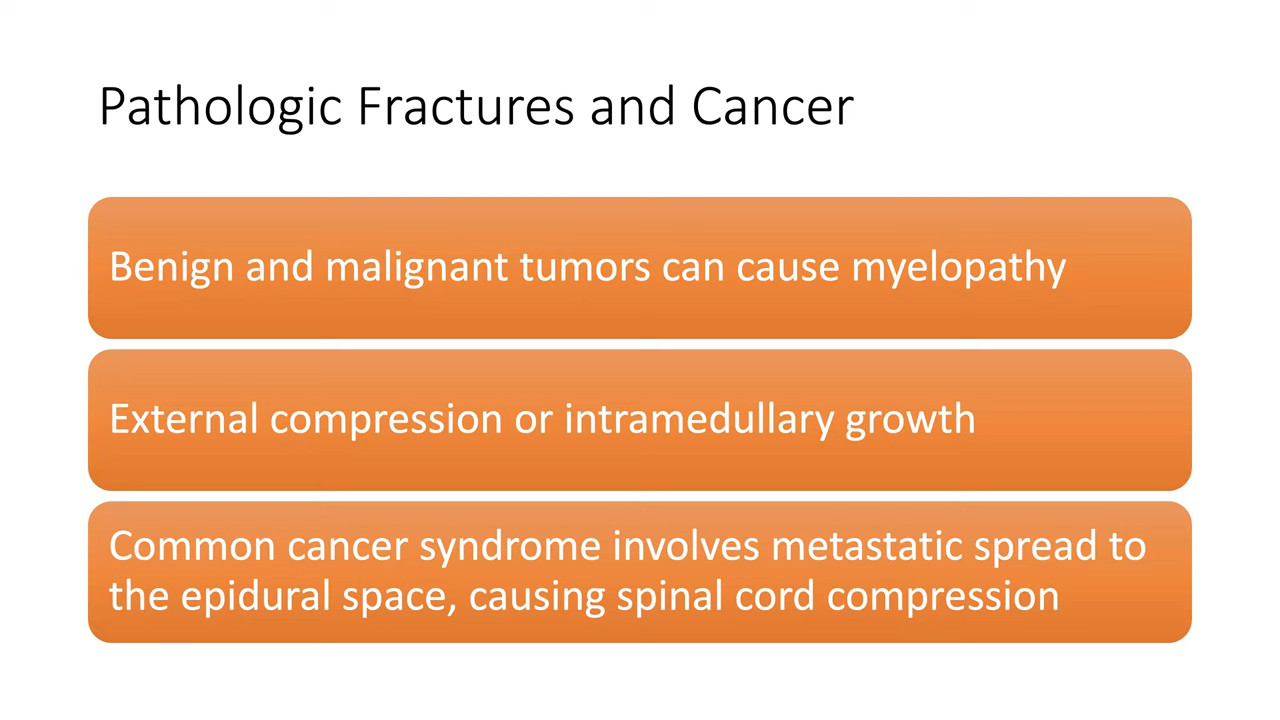 Pathologic Fractures and Cancer
Benign and malignant tumors can cause myelopathy
External compression or intramedullary growth
Common cancer syndrome involves metastatic spread to
the epidural space, causing spinal cord compression